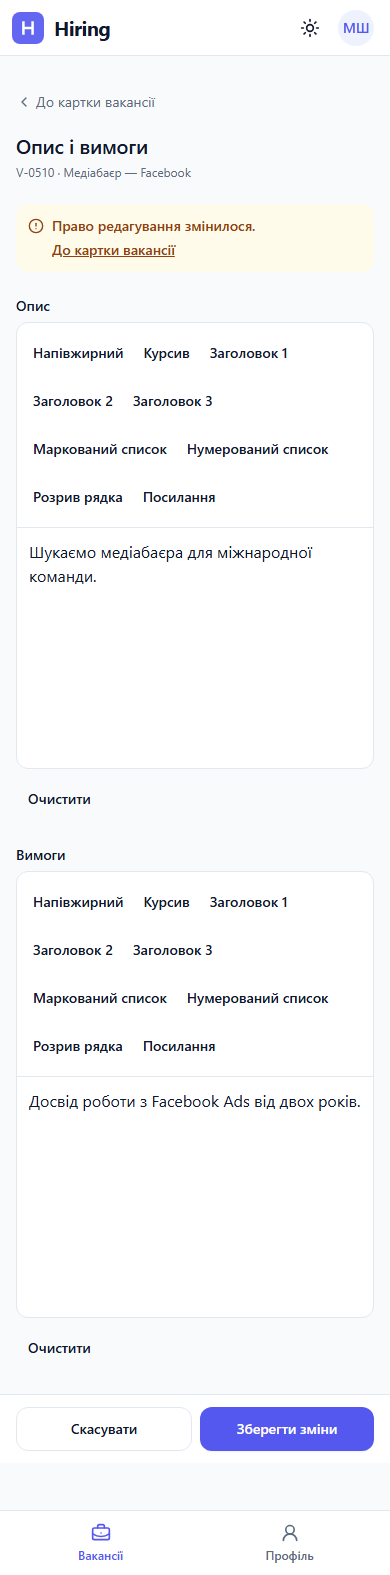 H Hiring МШ
До картки вакансії
Опис і вимоги
V-0510 · Медіабаєр — Facebook
Право редагування змінилося.
До картки вакансії
Опис
Напівжирний Курсив Заголовок 1
Заголовок 2 Заголовок 3
Маркований список Нумерований список
Розрив рядка Посилання
Шукаємо медіабаєра для міжнародної
команди.
Очистити
Вимоги
Напівжирний Курсив Заголовок 1
Заголовок 2 Заголовок 3
Маркований список Нумерований список
Розрив рядка Посилання
Досвід роботи з Facebook Ads від двох років.
Очистити
Скасувати Зберегти зміни
Вакансії Профіль